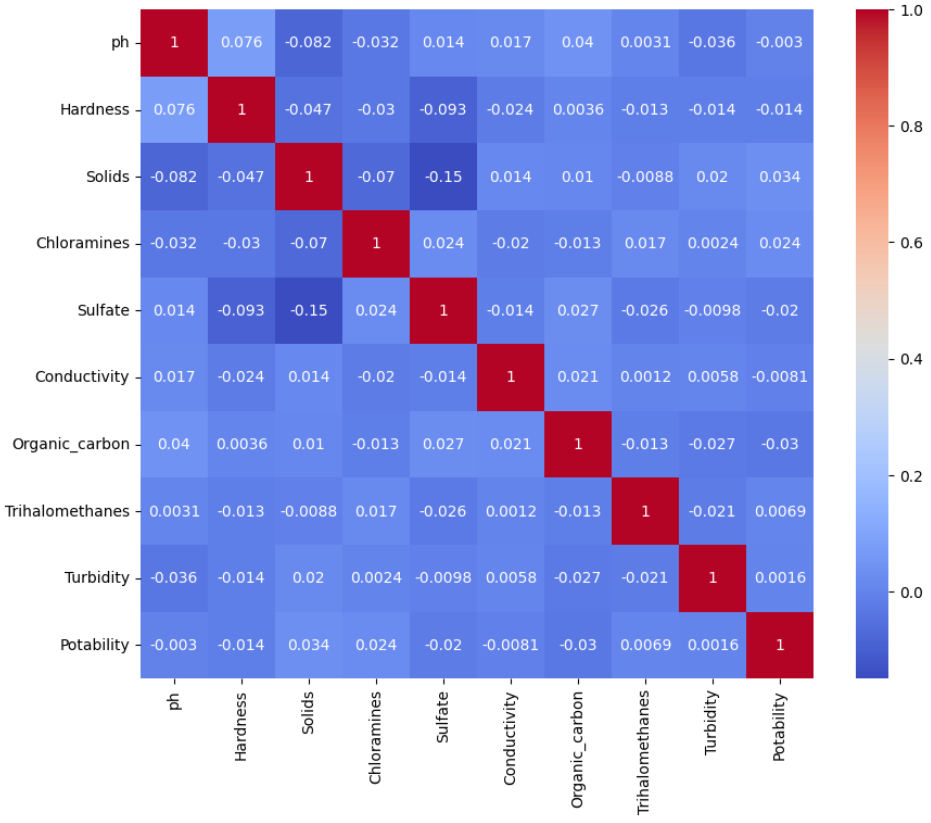 ph 1 0.076 -0.082 -0.032 0.014 0.017 0.04 0.0031 -0.036 -0.003
Hardness 0.076 1 -0.047 -0.03 -0.093 -0.024 0.0036 -0.013 -0.014 -0.014
Solids -0.082 -0.047 1 -0.07 -0.15 0.014 0.01 -0.0088 0.02 0.034
Chloramines -0.032 -0.03 -0.07 1 0.024 -0.02 -0.013 0.017 0.0024 0.024
Sulfate 0.014 -0.093 -0.15 0.024 1 -0.014 0.027 -0.026 -0.0098 -0.02
Conductivity 0.017 -0.024 0.014 -0.02 -0.014 1 0.021 0.0012 0.0058 -0.0081
Organic_carbon 0.04 0.0036 0.01 -0.013 0.027 0.021 1 -0.013 -0.027 -0.03
Trihalomethanes 0.0031 -0.013 -0.0088 0.017 -0.026 0.0012 -0.013 1 -0.021 0.0069
Turbidity -0.036 -0.014 0.02 0.0024 -0.0098 0.0058 -0.027 -0.021 1 0.0016
Potability -0.003 -0.014 0.034 0.024 -0.02 -0.0081 -0.03 0.0069 0.0016 1
ph Hardness Solids Chloramines Sulfate Conductivity Organic_carbon Trihalomethanes Turbidity Potability
1.0
0.8
0.6
0.4
0.2
0.0